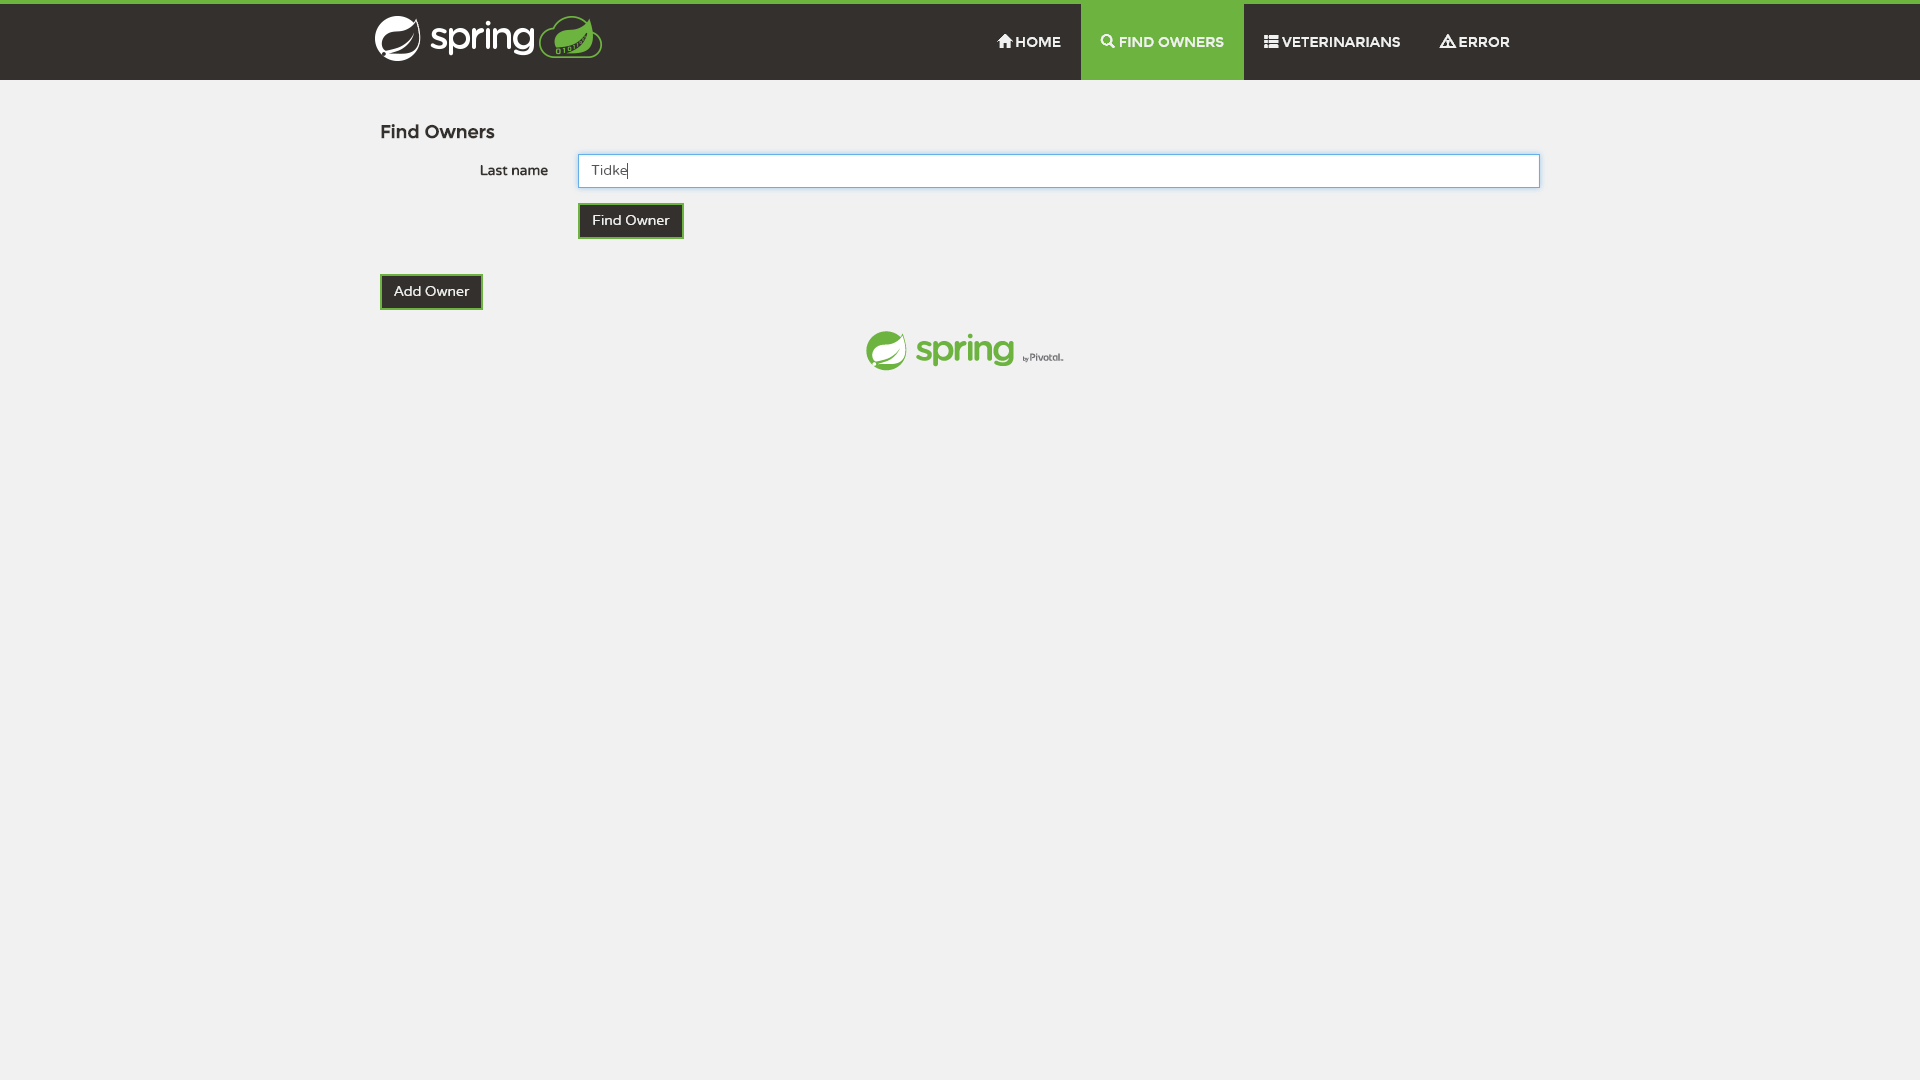 spring
HOME
FIND OWNERS
VETERINARIANS
ERROR
Find Owners
Last name
Tidke
Find Owner
Add Owner
spring by Pivotal.